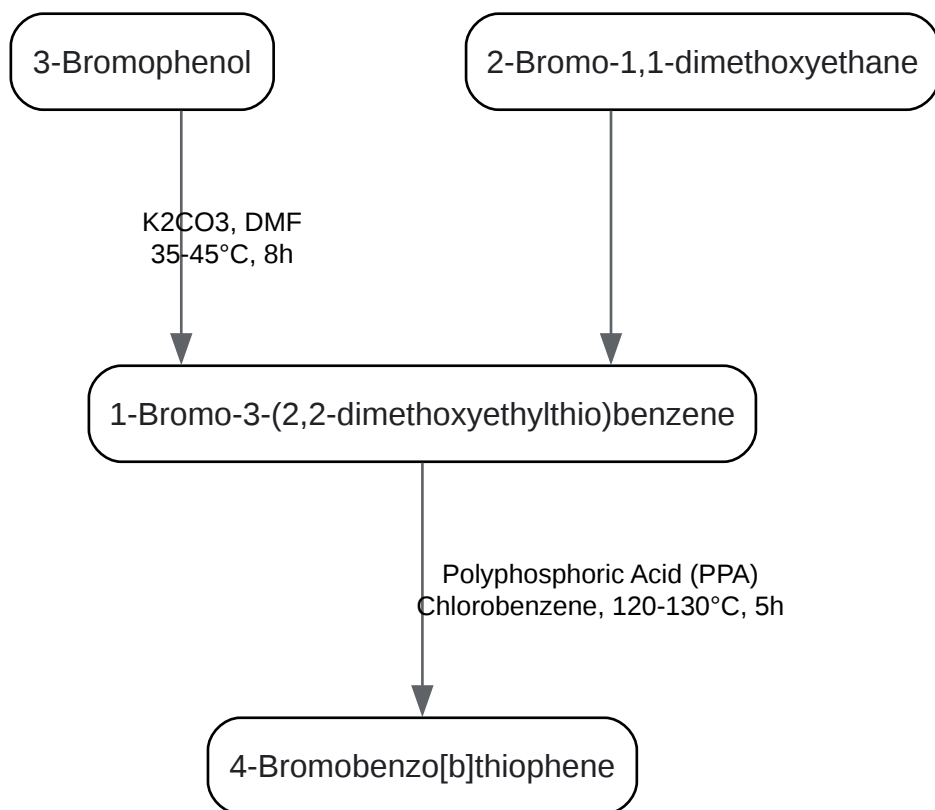 3-Bromophenol
2-Bromo-1,1-dimethoxyethane
K2CO3, DMF
35-45°C, 8h
1-Bromo-3-(2,2-dimethoxyethylthio)benzene
Polyphosphoric Acid (PPA)
Chlorobenzene, 120-130°C, 5h
4-Bromobenzo[b]thiophene